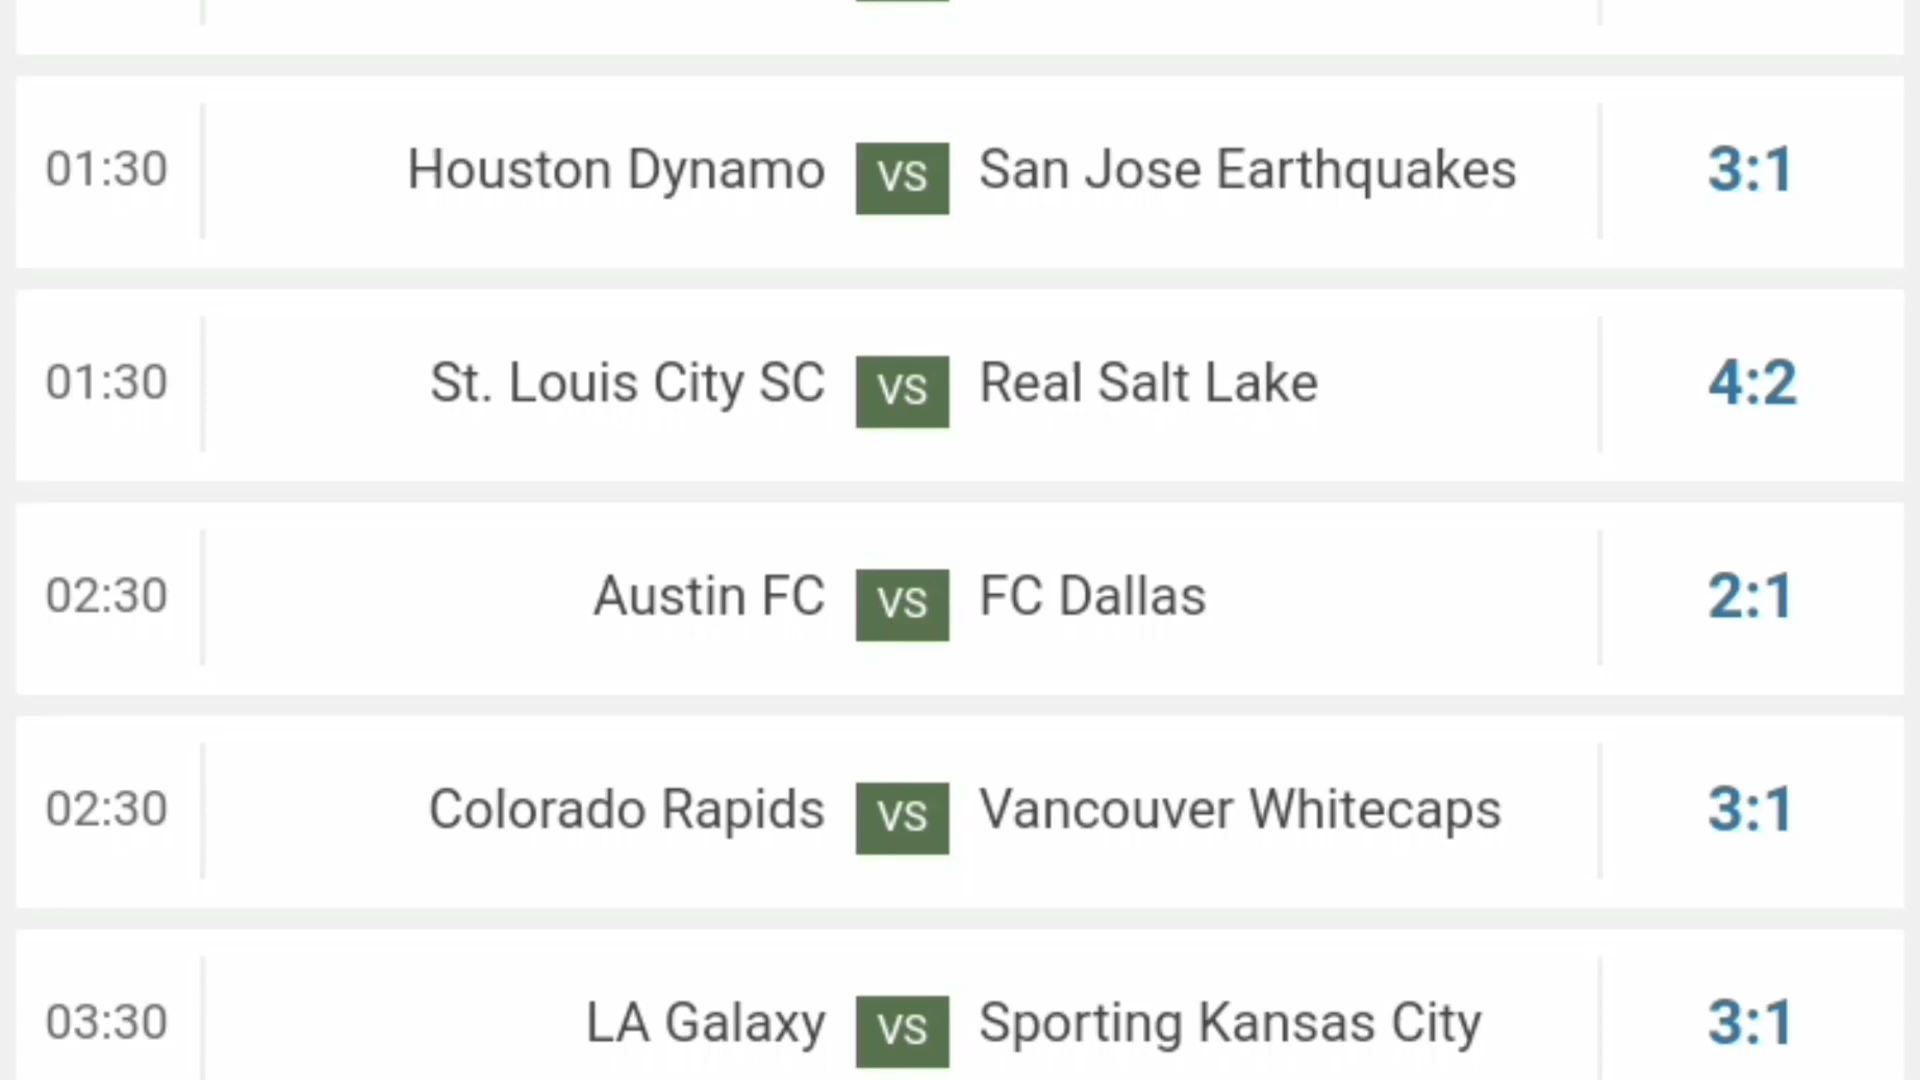 01:30 Houston Dynamo VS San Jose Earthquakes 3:1
01:30 St. Louis City SC VS Real Salt Lake 4:2
02:30 Austin FC VS FC Dallas 2:1
02:30 Colorado Rapids VS Vancouver Whitecaps 3:1
03:30 LA Galaxy VS Sporting Kansas City 3:1